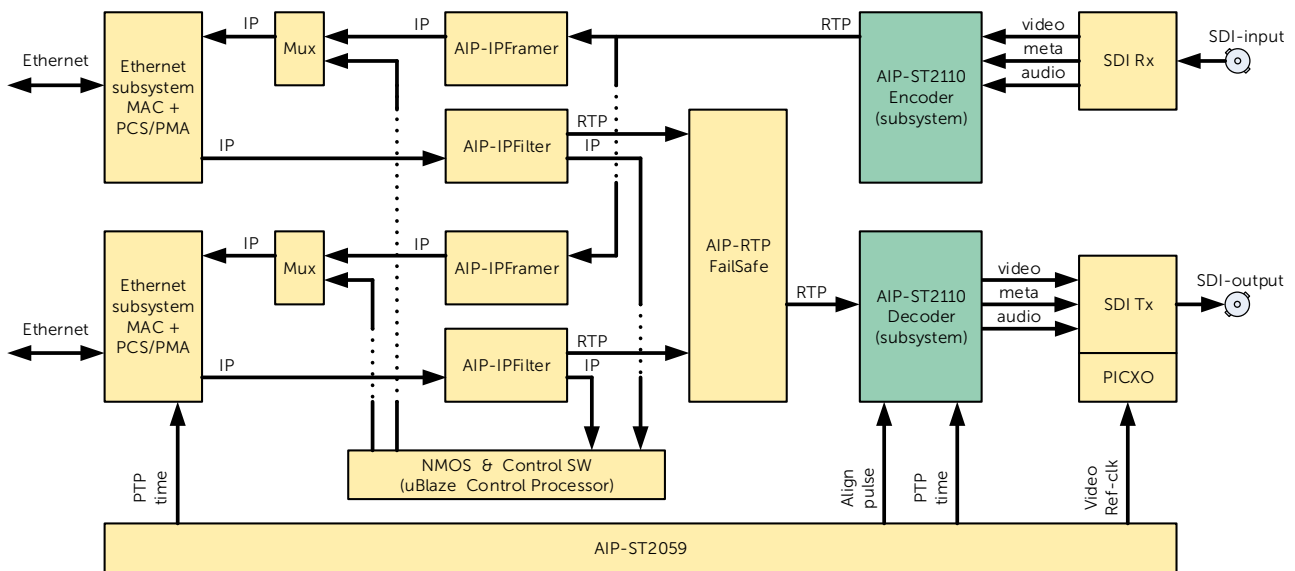 Ethernet
Ethernet
subsystem
MAC +
PCS/PMA
IP
Mux
IP
AIP-IPFramer
RTP
AIP-ST2110
Encoder
(subsystem)
video
meta
audio
SDI Rx
SDI-input
IP
AIP-IPFilter
RTP
IP
AIP-RTP
FailSafe
Ethernet
Ethernet
subsystem
MAC +
PCS/PMA
IP
Mux
IP
AIP-IPFramer
IP
AIP-IPFilter
RTP
IP
RTP
AIP-ST2110
Decoder
(subsystem)
video
meta
audio
SDI Tx
PICXO
SDI-output
NMOS & Control SW
(uBlaze Control Processor)
PTP
time
Align
pulse
PTP
time
Video
Ref-clk
AIP-ST2059